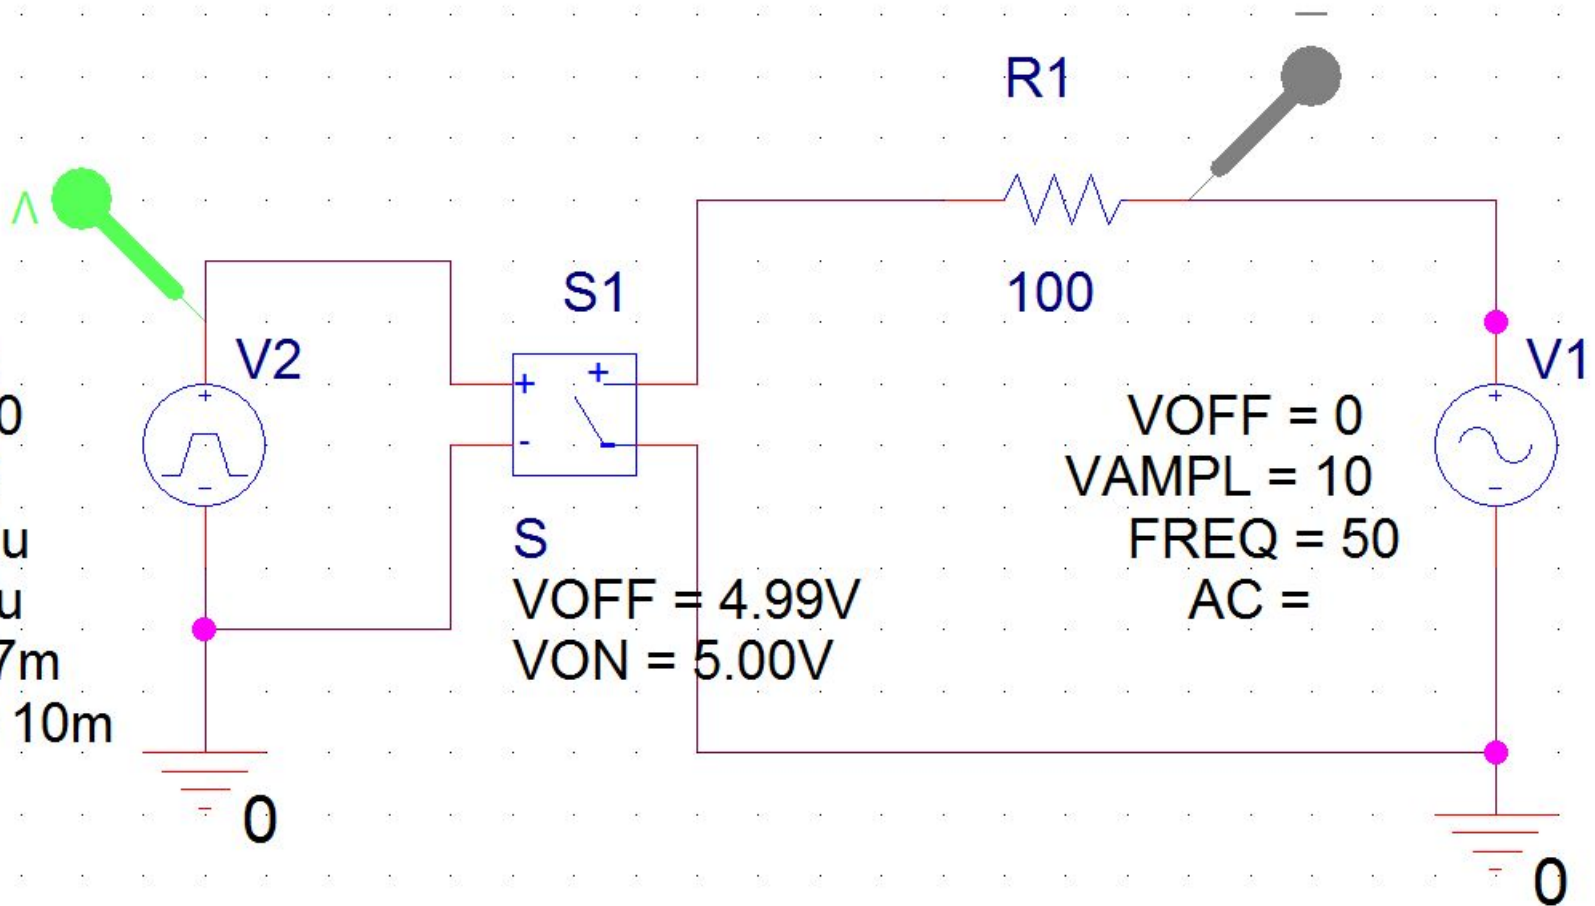 R1
V
S1
100
V2
V1
0
VOFF = 0
VAMPL = 10
u
S
FREQ = 50
u
VOFF = 4.99V
AC =
7m
VON = 5.00V
10m
0
0